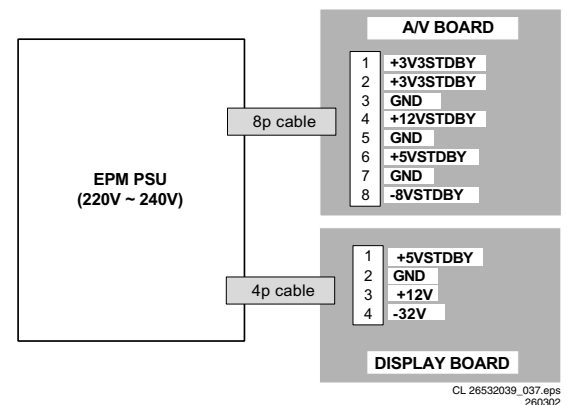 A/V BOARD
1 +3V3STDBY
2 +3V3STDBY
3 GND
4 +12VSTDBY
5 GND
6 +5VSTDBY
7 GND
8 -8VSTDBY
8p cable
EPM PSU
(220V ~ 240V)
4p cable
1 +5VSTDBY
2 GND
3 +12V
4 -32V
DISPLAY BOARD
CL 26532039_037.eps
260302